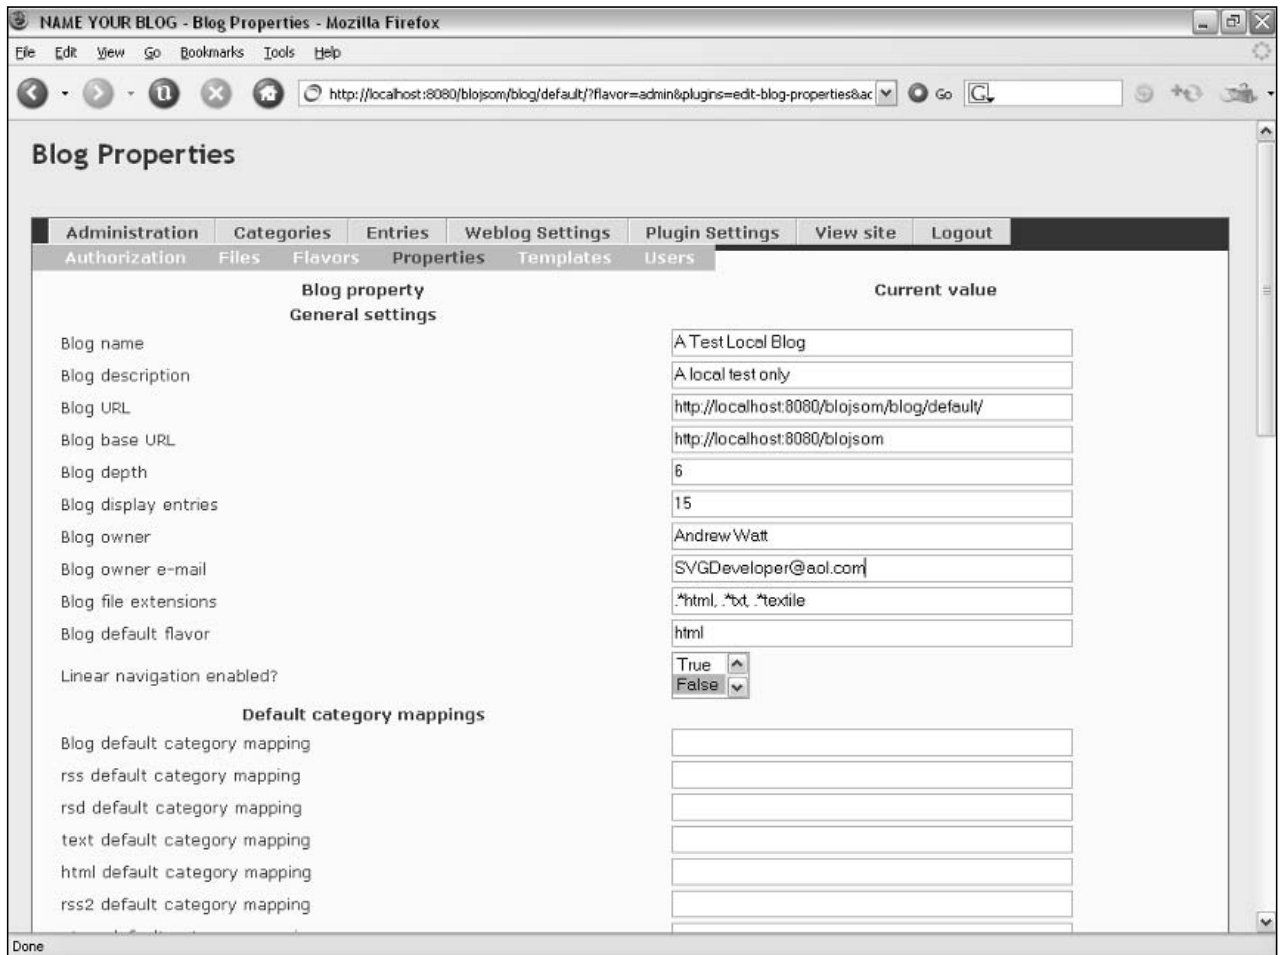 NAME YOUR BLOG - Blog Properties - Mozilla Firefox
File Edit View Go Bookmarks Tools Help
http://localhost:8080/blojsom/blog/default/?flavor=admin&plugins=edit-blog-properties&ac Go G
Blog Properties
Administration Categories Entries Weblog Settings Plugin Settings View site Logout
Authorization Files Flavors Properties Templates Users
Blog property Current value
General settings
Blog name A Test Local Blog
Blog description A local test only
Blog URL http://localhost:8080/blojsom/blog/default/
Blog base URL http://localhost:8080/blojsom
Blog depth 6
Blog display entries 15
Blog owner Andrew Watt
Blog owner e-mail SVGDeveloper@aol.com
Blog file extensions .*html, .*txt, .*textile
Blog default flavor html
True
Linear navigation enabled?
False
Default category mappings
Blog default category mapping
rss default category mapping
rsd default category mapping
text default category mapping
html default category mapping
rss2 default category mapping
Done